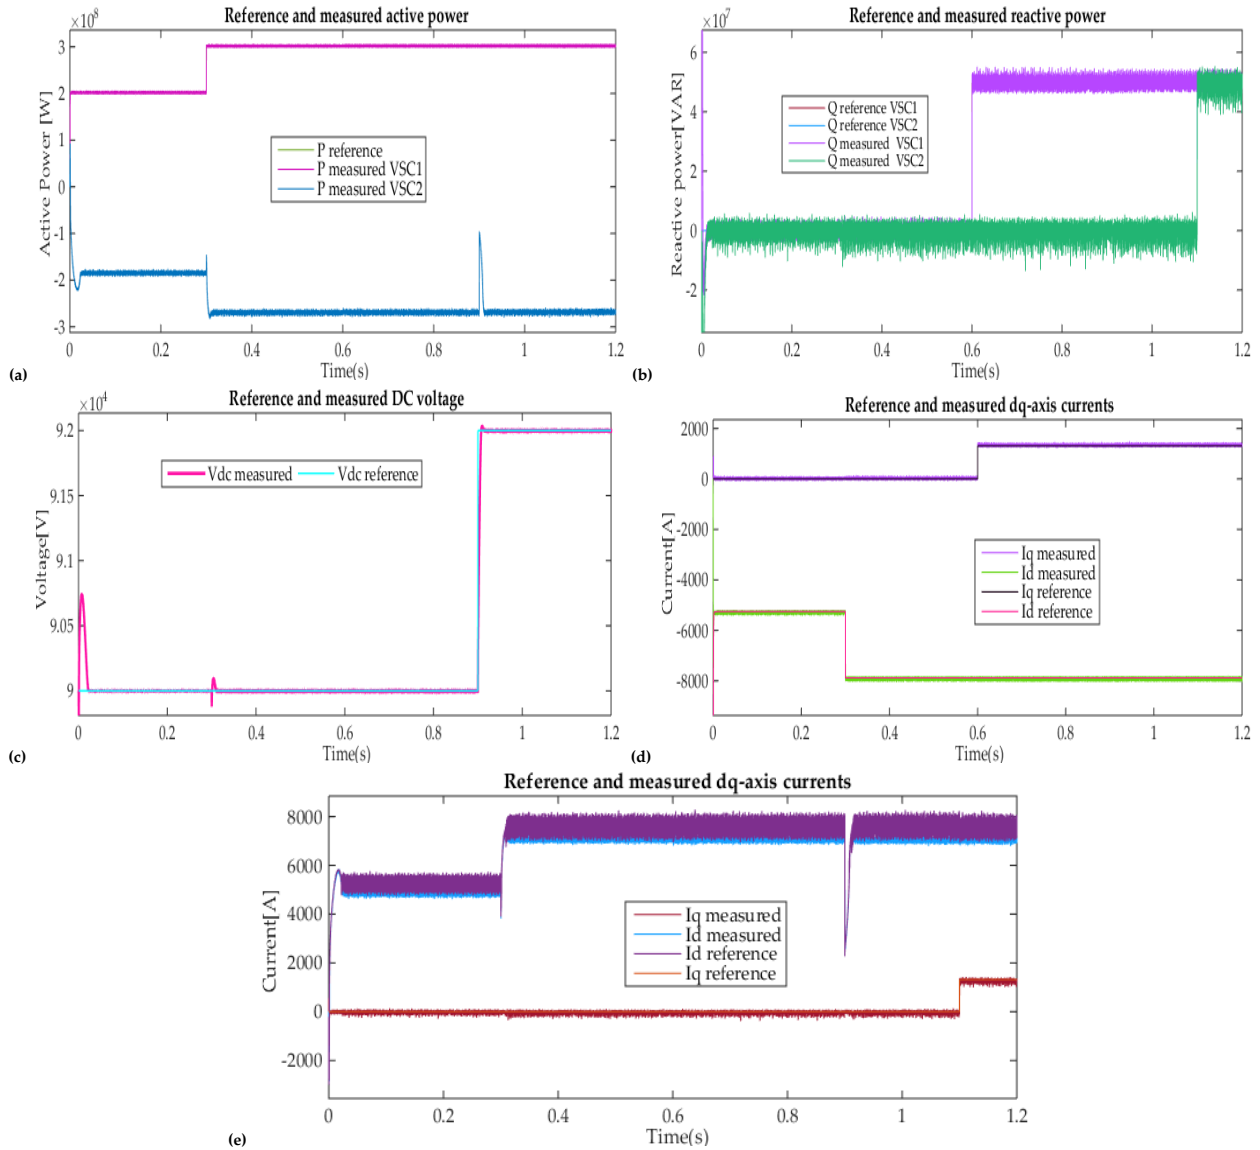 Reference and measured active power
×10⁸
3
2
1
0
-1
-2
-3
Active Power [W]
P reference
P measured VSC1
P measured VSC2
0 0.2 0.4 0.6 0.8 1 1.2
Time(s)
(a)
Reference and measured reactive power
×10⁷
6
4
2
0
-2
Reactive power[VAR]
Q reference VSC1
Q reference VSC2
Q measured VSC1
Q measured VSC2
0 0.2 0.4 0.6 0.8 1 1.2
Time(s)
(b)
Reference and measured DC voltage
×10⁴
9.2
9.15
9.1
9.05
9
Voltage[V]
Vdc measured Vdc reference
0 0.2 0.4 0.6 0.8 1 1.2
Time(s)
(c)
Reference and measured dq-axis currents
2000
0
-2000
-4000
-6000
-8000
Current[A]
Iq measured
Id measured
Iq reference
Id reference
0 0.2 0.4 0.6 0.8 1 1.2
Time(s)
(d)
Reference and measured dq-axis currents
8000
6000
4000
2000
0
-2000
Current[A]
Iq measured
Id measured
Id reference
Iq reference
0 0.2 0.4 0.6 0.8 1 1.2
Time(s)
(e)